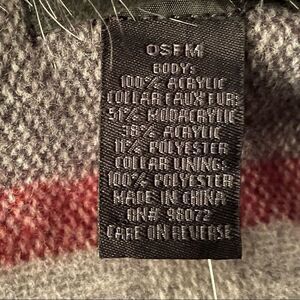 OSFM
BODY:
100% ACRYLIC
COLLAR FAUX FUR:
51% MODACRYLIC
38% ACRYLIC
11% POLYESTER
COLLAR LINING:
100% POLYESTER
MADE IN CHINA
RN# 98072
CARE ON REVERSE